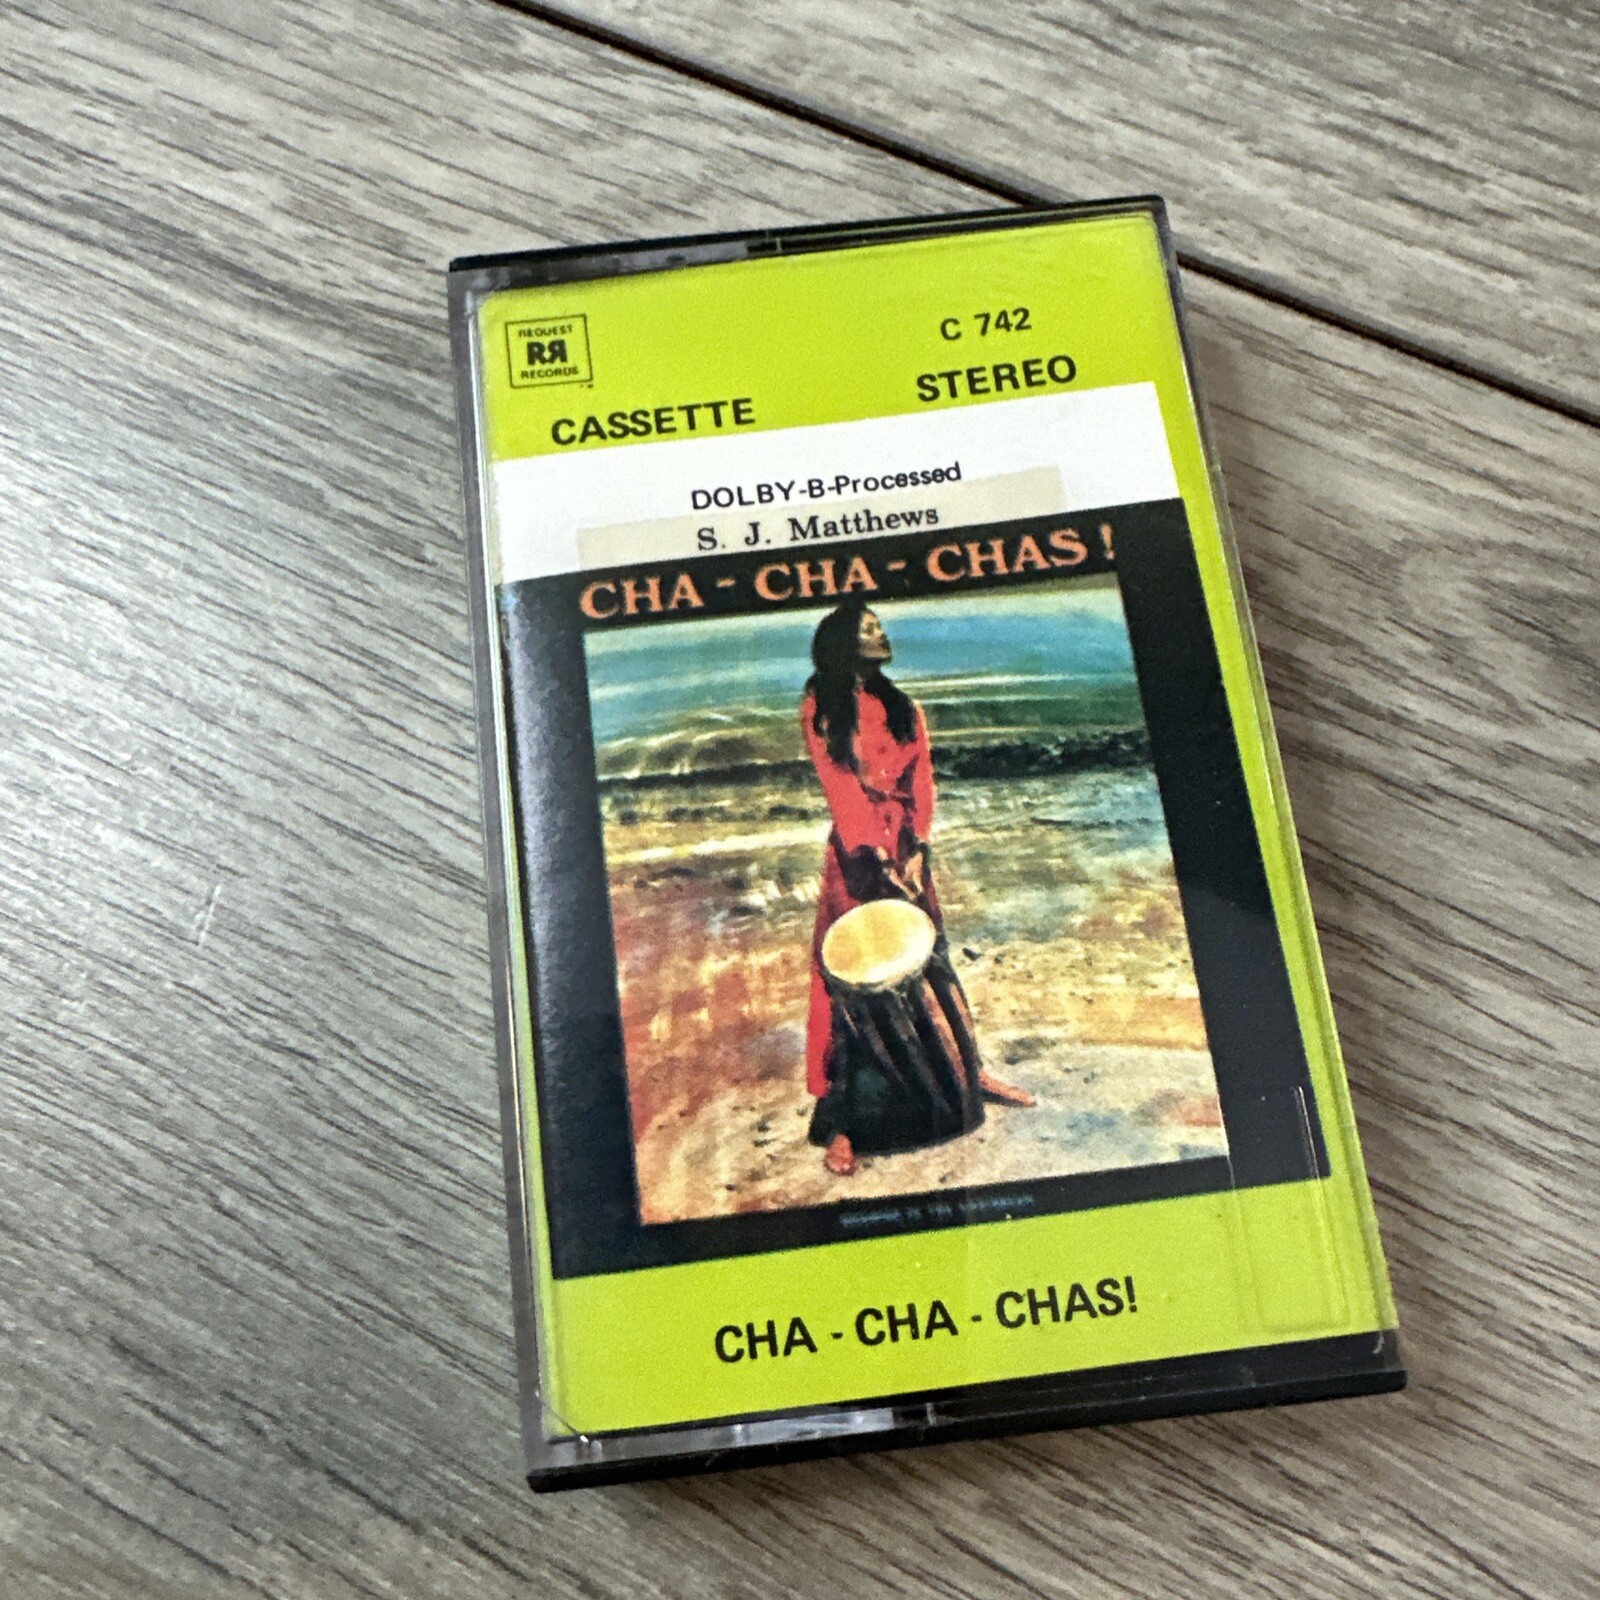 REQUEST
RR
RECORDS
C 742
CASSETTE STEREO
DOLBY-B-Processed
S. J. Matthews
CHA - CHA - CHAS !
CHA - CHA - CHAS!